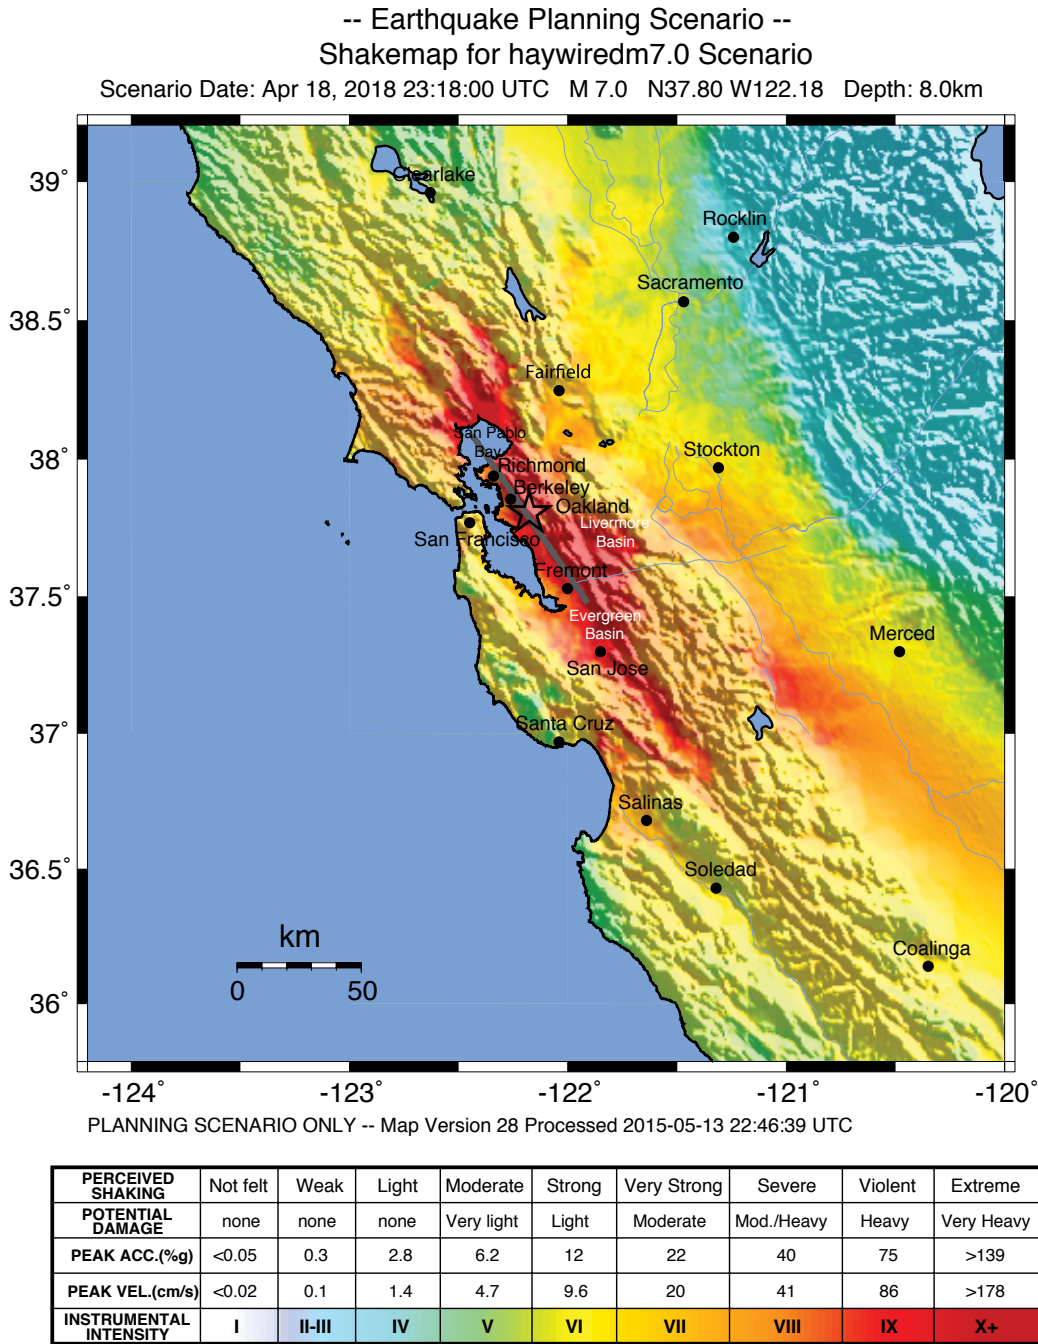 -- Earthquake Planning Scenario --
Shakemap for haywiredm7.0 Scenario
Scenario Date: Apr 18, 2018 23:18:00 UTC M 7.0 N37.80 W122.18 Depth: 8.0km
39°
38.5°
38°
37.5°
37°
36.5°
36°
Clearlake
Rocklin
Sacramento
Fairfield
San Pablo
Bay
Stockton
Richmond
Berkeley
Oakland
Livermore
Basin
San Francisco
Fremont
Evergreen
Basin
Merced
San Jose
Santa Cruz
Salinas
Soledad
Coalinga
km
0 50
-124° -123° -122° -121° -120°
PLANNING SCENARIO ONLY -- Map Version 28 Processed 2015-05-13 22:46:39 UTC
PERCEIVED
SHAKING
Not felt Weak Light Moderate Strong Very Strong Severe Violent Extreme
POTENTIAL
DAMAGE
none none none Very light Light Moderate Mod./Heavy Heavy Very Heavy
PEAK ACC.(%g) <0.05 0.3 2.8 6.2 12 22 40 75 >139
PEAK VEL.(cm/s) <0.02 0.1 1.4 4.7 9.6 20 41 86 >178
INSTRUMENTAL
INTENSITY
I II-III IV V VI VII VIII IX X+